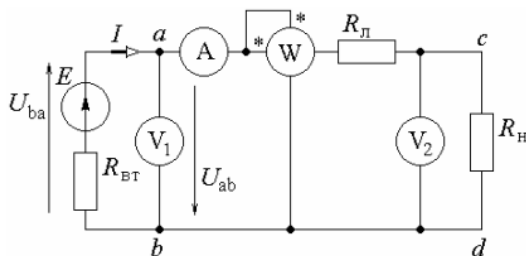 I a A * * W R_Л c
E
U_ba V_1 V_2 R_Н
R_ВТ U_ab
b d